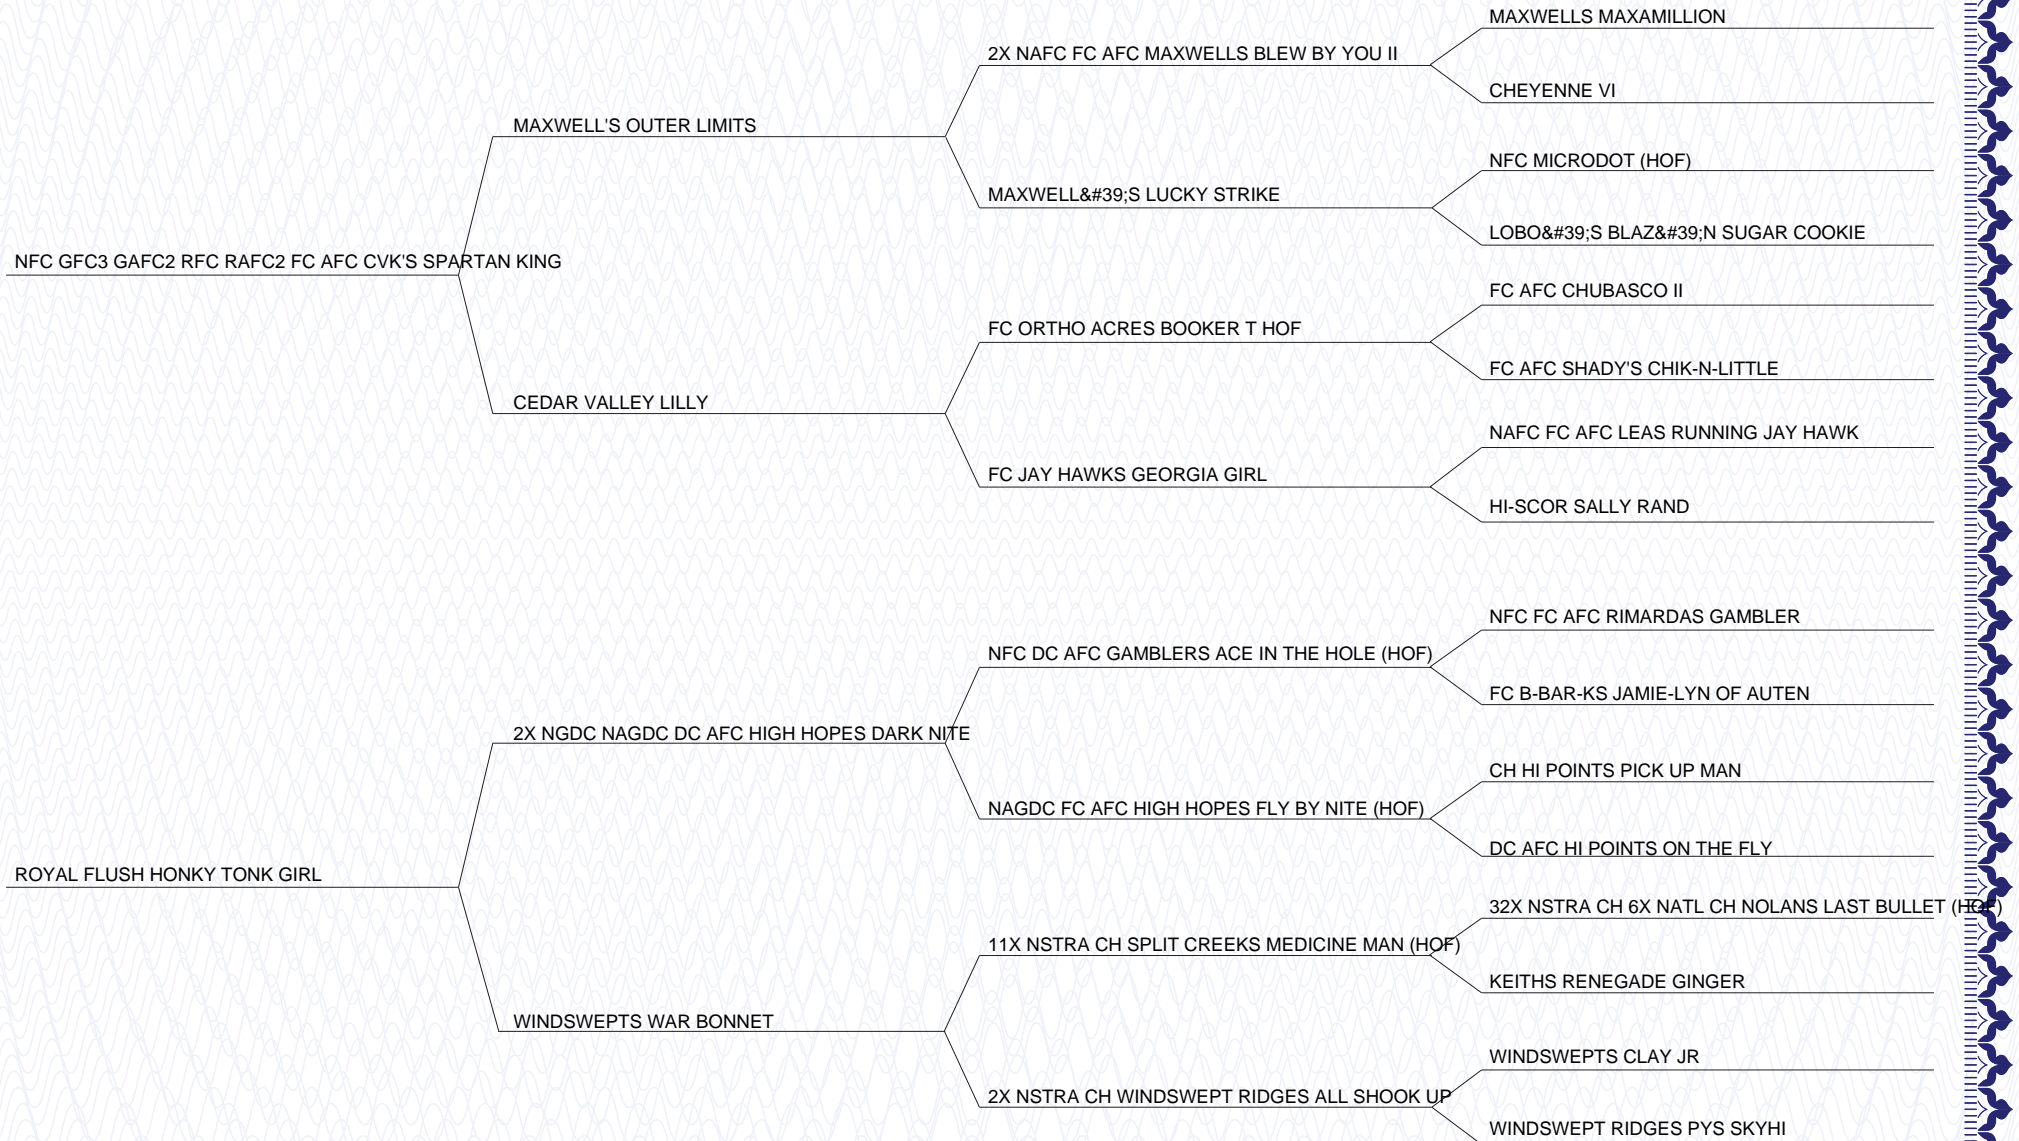 MAXWELLS MAXAMILLION
2X NAFC FC AFC MAXWELLS BLEW BY YOU II
CHEYENNE VI
MAXWELL'S OUTER LIMITS
NFC MICRODOT (HOF)
MAXWELL&#39;S LUCKY STRIKE
LOBO&#39;S BLAZ&#39;N SUGAR COOKIE
NFC GFC3 GAFC2 RFC RAFC2 FC AFC CVK'S SPARTAN KING
FC AFC CHUBASCO II
FC ORTHO ACRES BOOKER T HOF
FC AFC SHADY'S CHIK-N-LITTLE
CEDAR VALLEY LILLY
NAFC FC AFC LEAS RUNNING JAY HAWK
FC JAY HAWKS GEORGIA GIRL
HI-SCOR SALLY RAND
NFC FC AFC RIMARDAS GAMBLER
NFC DC AFC GAMBLERS ACE IN THE HOLE (HOF)
FC B-BAR-KS JAMIE-LYN OF AUTEN
2X NGDC NAGDC DC AFC HIGH HOPES DARK NITE
CH HI POINTS PICK UP MAN
NAGDC FC AFC HIGH HOPES FLY BY NITE (HOF)
DC AFC HI POINTS ON THE FLY
ROYAL FLUSH HONKY TONK GIRL
32X NSTRA CH 6X NATL CH NOLANS LAST BULLET (HOF)
11X NSTRA CH SPLIT CREEKS MEDICINE MAN (HOF)
KEITHS RENEGADE GINGER
WINDSWEPTS WAR BONNET
WINDSWEPTS CLAY JR
2X NSTRA CH WINDSWEPT RIDGES ALL SHOOK UP
WINDSWEPT RIDGES PYS SKYHI